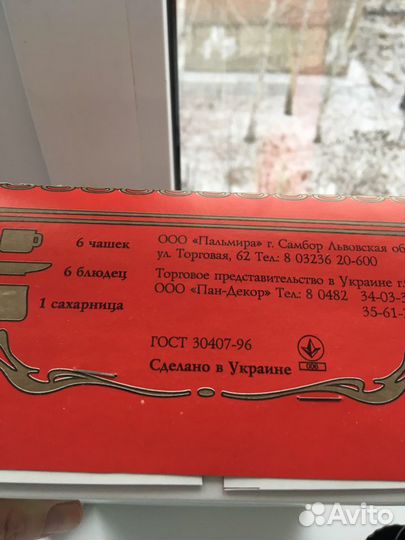 6 чашек
6 блюдец
1 сахарница
ООО «Пальмира» г. Самбор Львовская об
ул. Торговая, 62 Тел: 8 03236 20-600
Торговое представительство в Украине г.
ООО «Пан-Декор» Тел: 8 0482 34-03-3
35-61-
ГОСТ 30407-96
Сделано в Украине
006
Avito